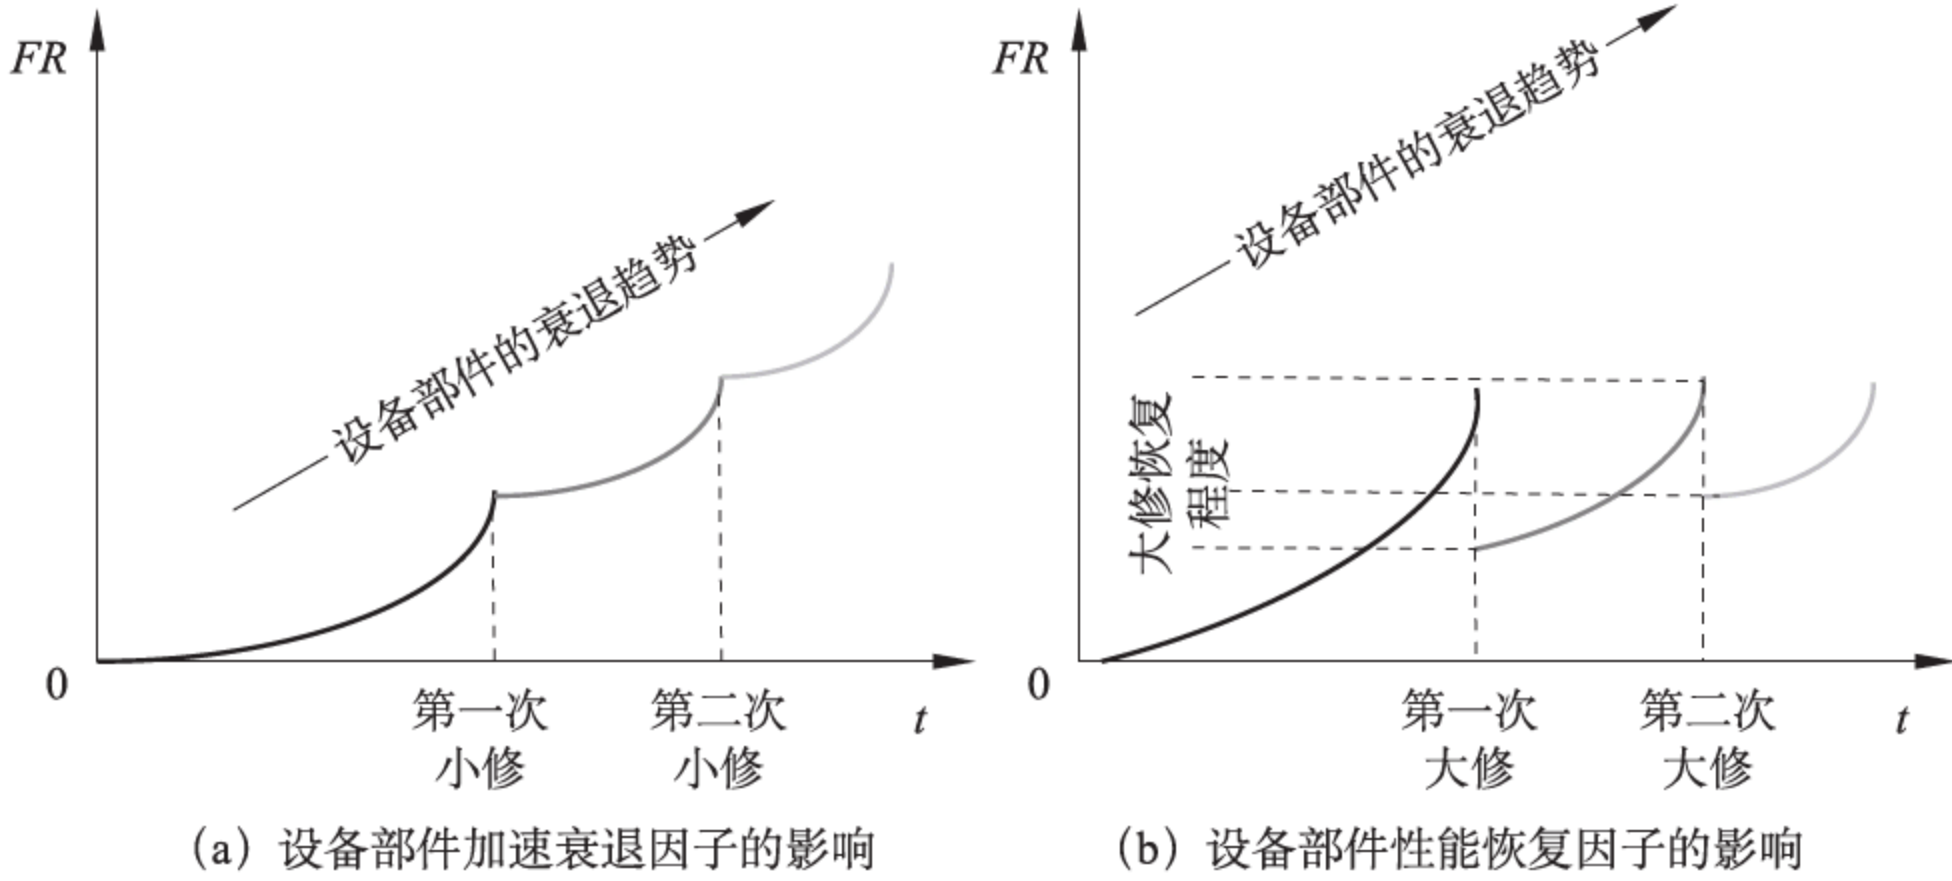 FR
设备部件的衰退趋势
0
第一次
小修
第二次
小修
t
(a) 设备部件加速衰退因子的影响
FR
设备部件的衰退趋势
大修恢复
程度
0
第一次
大修
第二次
大修
t
(b) 设备部件性能恢复因子的影响